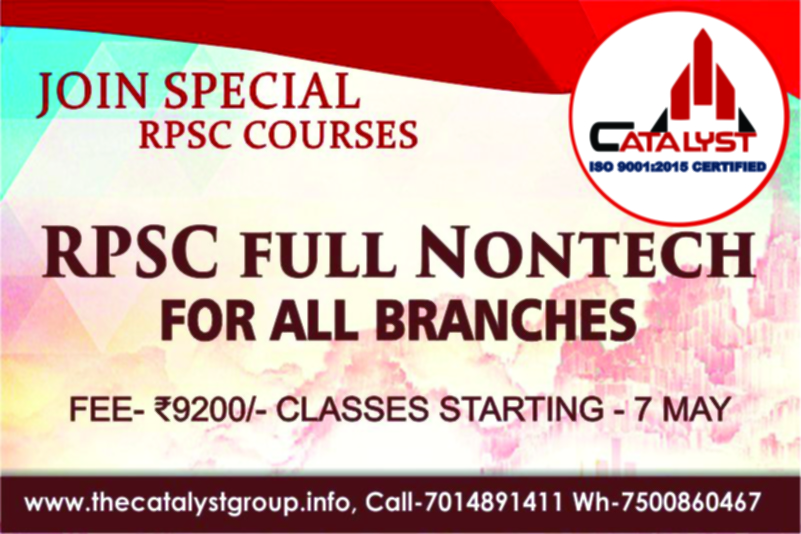 JOIN SPECIAL
RPSC COURSES
CATALYST
ISO 9001:2015 CERTIFIED
RPSC FULL NONTECH
FOR ALL BRANCHES
FEE- ₹9200/- CLASSES STARTING - 7 MAY
www.thecatalystgroup.info, Call-7014891411 Wh-7500860467